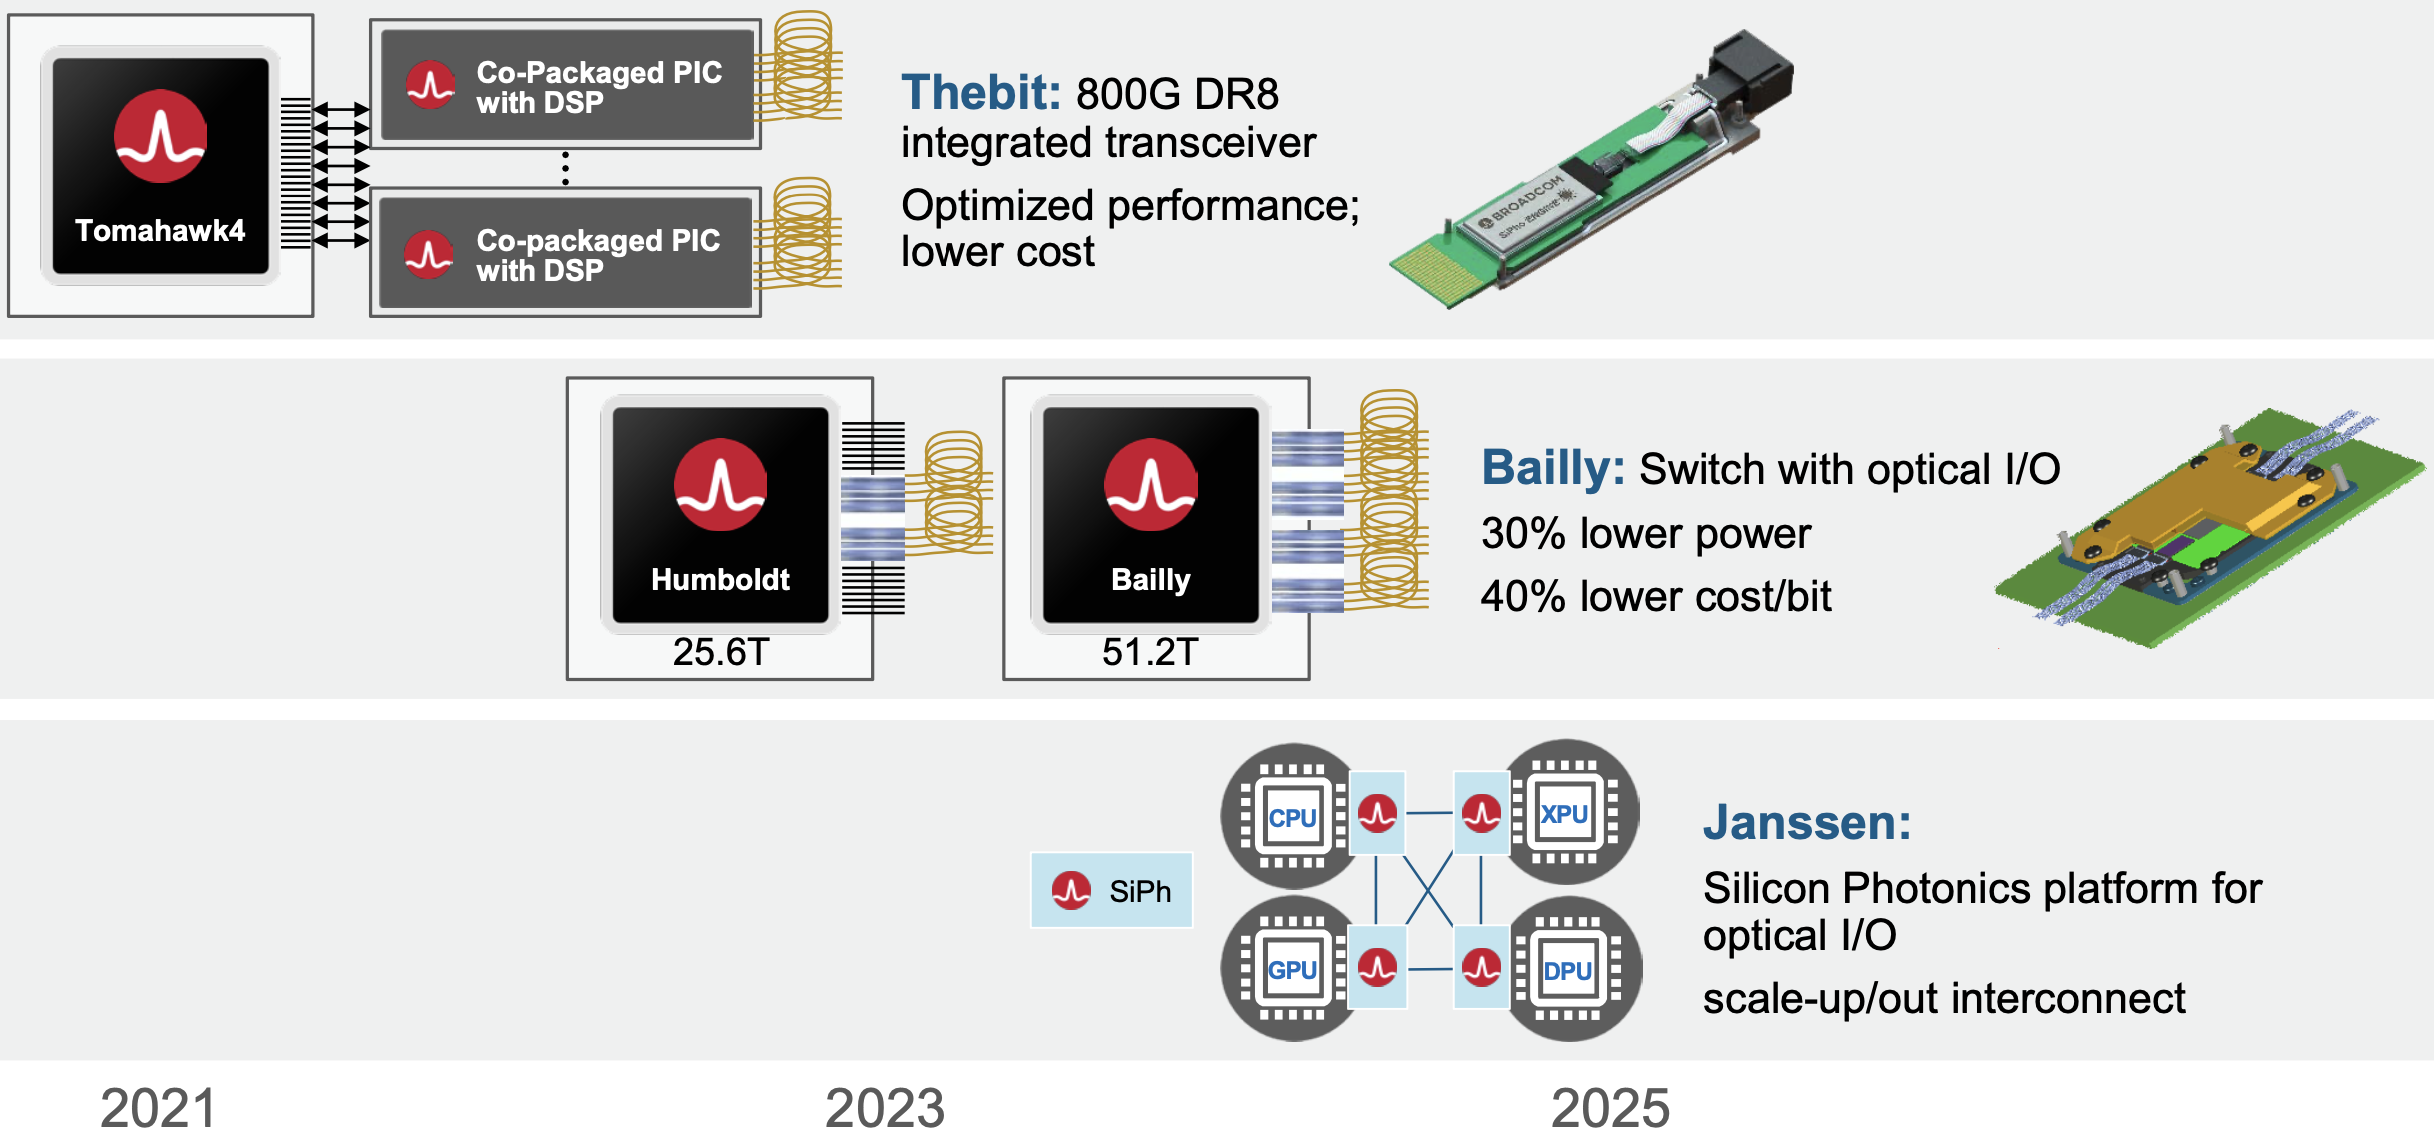 Tomahawk4
Co-Packaged PIC
with DSP
Co-packaged PIC
with DSP
Thebit: 800G DR8
integrated transceiver
Optimized performance;
lower cost
BROADCOM
SiPho ENGINE
Humboldt
25.6T
Bailly
51.2T
Bailly: Switch with optical I/O
30% lower power
40% lower cost/bit
SiPh
CPU
XPU
GPU
DPU
Janssen:
Silicon Photonics platform for
optical I/O
scale-up/out interconnect
2021
2023
2025